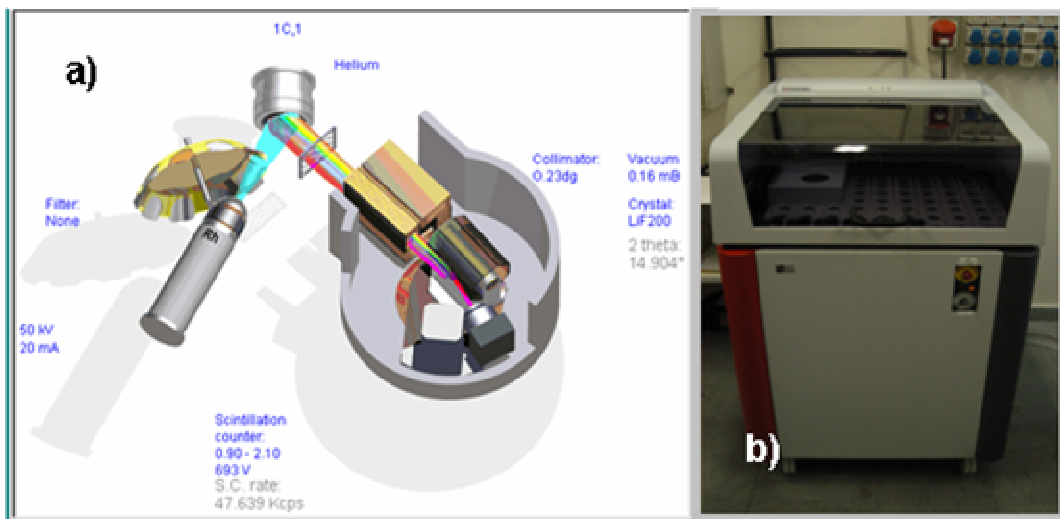 a)
1C,1
Helium
Collimator:
0.23dg
Vacuum
0.16 mB
Crystal:
LiF200
2 theta:
14.904°
Filter:
None
Rh
50 kV
20 mA
Scintillation
counter:
0.90 - 2.10
693 V
S.C. rate:
47.639 Kcps
b)